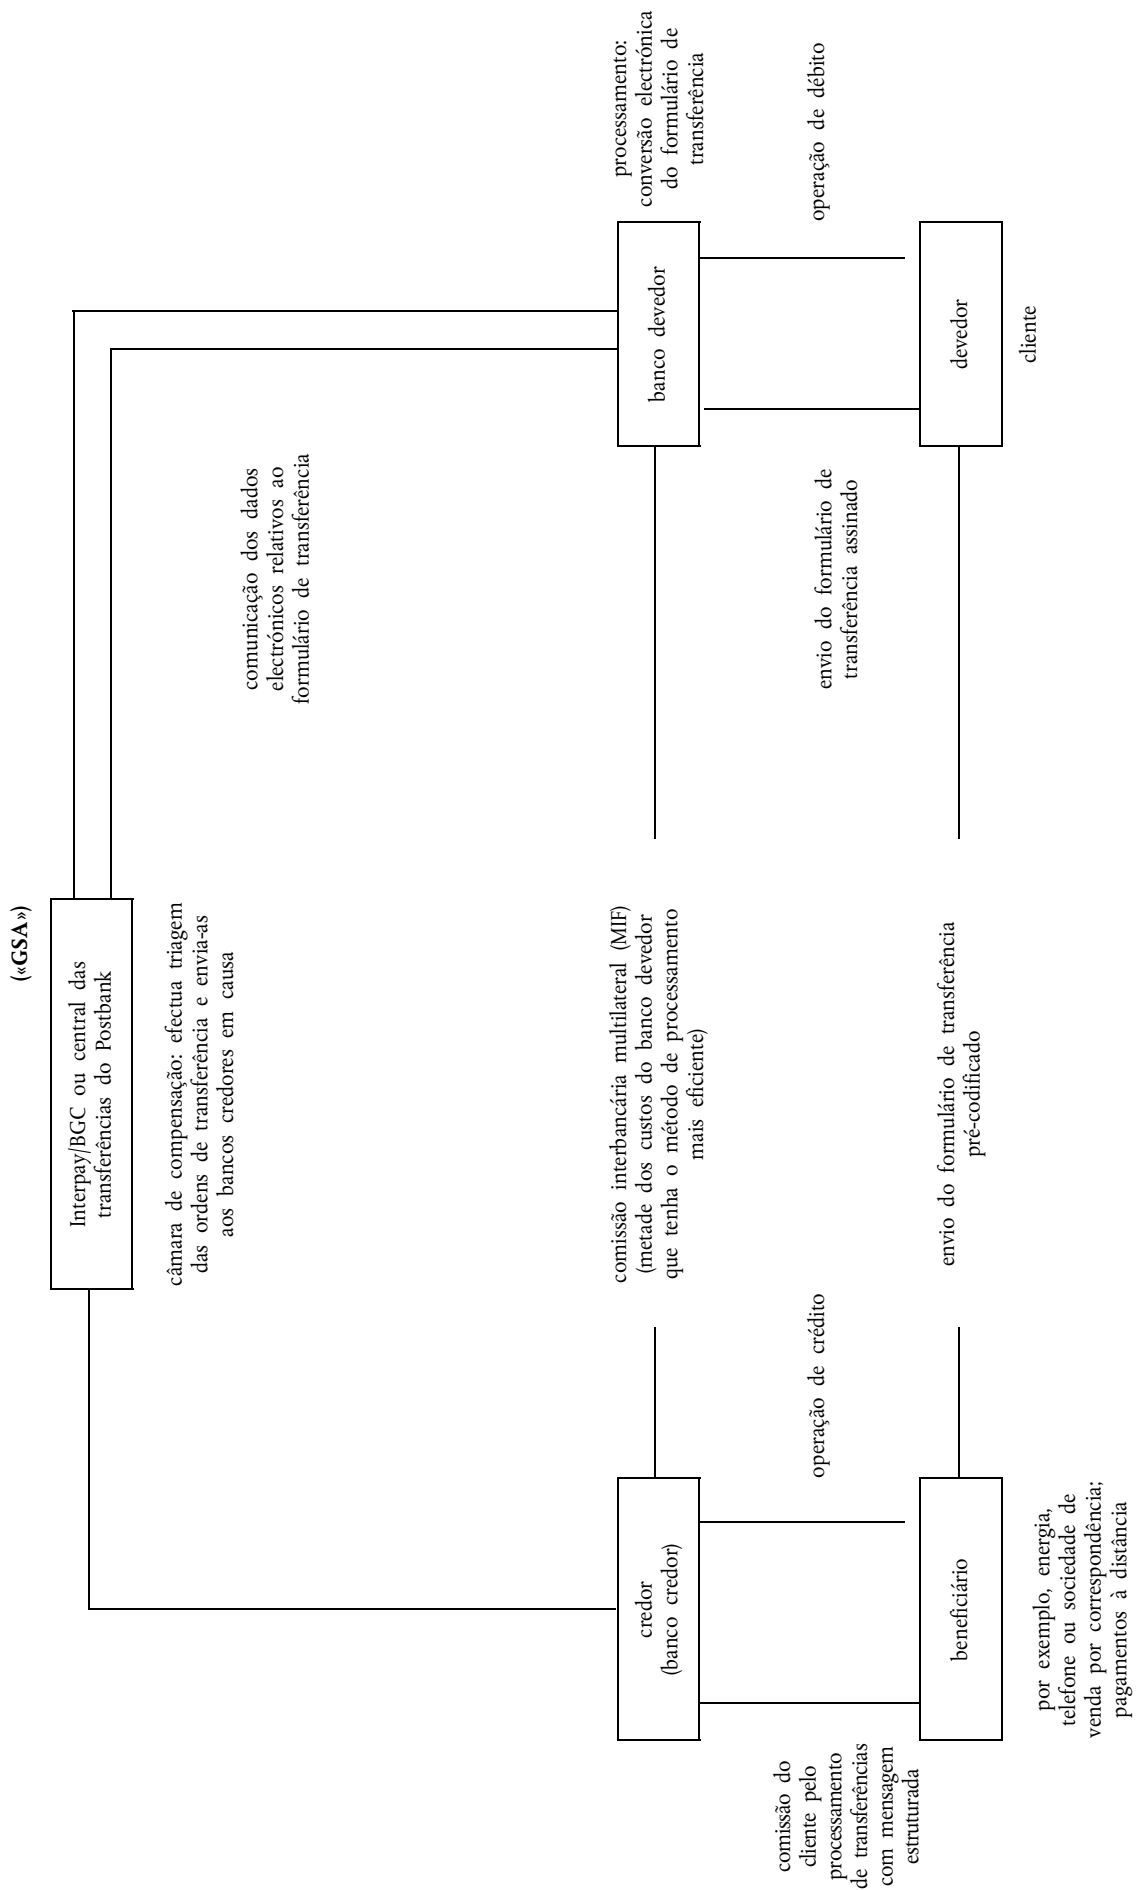 («GSA»)
Interpay/BGC ou central das
transferências do Postbank
câmara de compensação: efectua triagem
das ordens de transferência e envia-as
aos bancos credores em causa
comunicação dos dados
electrónicos relativos ao
formulário de transferência
credor
(banco credor)
comissão interbancária multilateral (MIF)
(metade dos custos do banco devedor
que tenha o método de processamento
mais eficiente)
banco devedor
processamento:
conversão electrónica
do formulário de
transferência
comissão do
cliente pelo
processamento
de transferências
com mensagem
estruturada
operação de crédito
envio do formulário de
transferência assinado
operação de débito
beneficiário
envio do formulário de transferência
pré-codificado
devedor
por exemplo, energia,
telefone ou sociedade de
venda por correspondência;
pagamentos à distância
cliente